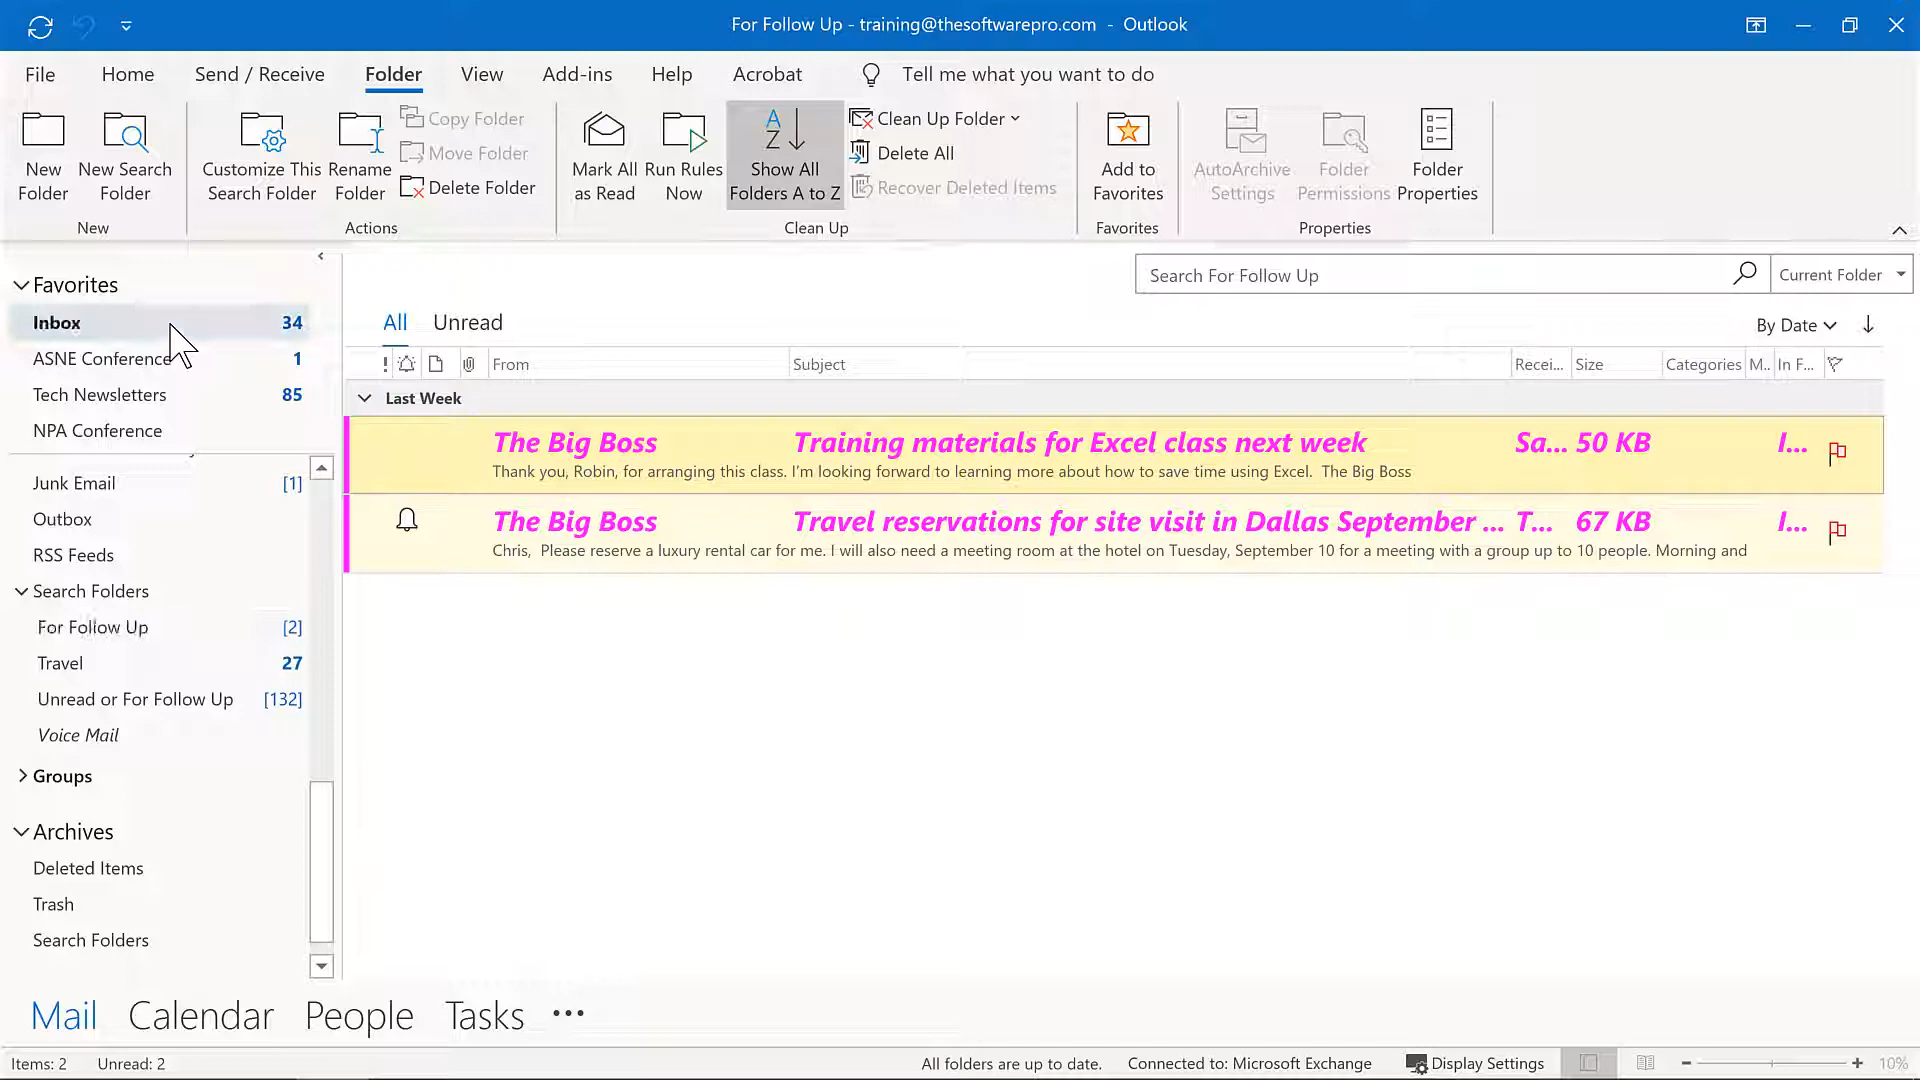 For Follow Up - training@thesoftwarepro.com - Outlook
File Home Send / Receive Folder View Add-ins Help Acrobat Tell me what you want to do
New Folder
New Search Folder
New
Customize This Search Folder
Rename Folder
Copy Folder
Move Folder
Delete Folder
Actions
Mark All as Read
Run Rules Now
A
Z
Show All Folders A to Z
Clean Up Folder
Delete All
Recover Deleted Items
Clean Up
Add to Favorites
Favorites
AutoArchive Settings
Folder Permissions
Folder Properties
Properties
Favorites
Inbox 34
ASNE Conference 1
Tech Newsletters 85
NPA Conference
Junk Email [1]
Outbox
RSS Feeds
Search Folders
For Follow Up [2]
Travel 27
Unread or For Follow Up [132]
Voice Mail
Groups
Archives
Deleted Items
Trash
Search Folders
Search For Follow Up Current Folder
All Unread By Date
! From Subject Recei... Size Categories M.. In F...
Last Week
The Big Boss Training materials for Excel class next week Sa... 50 KB I...
Thank you, Robin, for arranging this class. I'm looking forward to learning more about how to save time using Excel. The Big Boss
The Big Boss Travel reservations for site visit in Dallas September ... T... 67 KB I...
Chris, Please reserve a luxury rental car for me. I will also need a meeting room at the hotel on Tuesday, September 10 for a meeting with a group up to 10 people. Morning and
Mail Calendar People Tasks •••
Items: 2 Unread: 2 All folders are up to date. Connected to: Microsoft Exchange Display Settings 10%